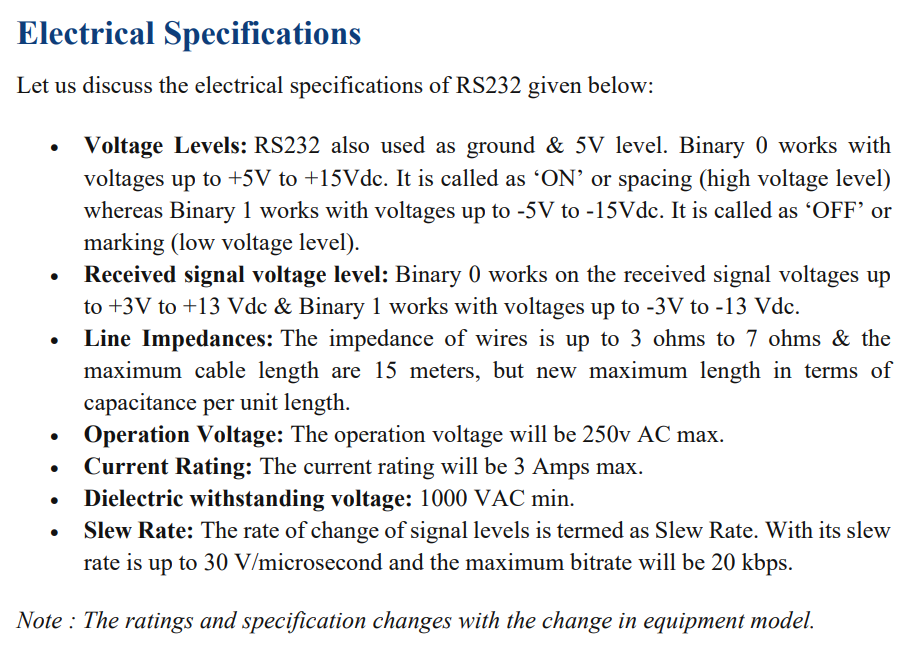 Electrical Specifications
Let us discuss the electrical specifications of RS232 given below:
• Voltage Levels: RS232 also used as ground & 5V level. Binary 0 works with
voltages up to +5V to +15Vdc. It is called as ‘ON’ or spacing (high voltage level)
whereas Binary 1 works with voltages up to -5V to -15Vdc. It is called as ‘OFF’ or
marking (low voltage level).
• Received signal voltage level: Binary 0 works on the received signal voltages up
to +3V to +13 Vdc & Binary 1 works with voltages up to -3V to -13 Vdc.
• Line Impedances: The impedance of wires is up to 3 ohms to 7 ohms & the
maximum cable length are 15 meters, but new maximum length in terms of
capacitance per unit length.
• Operation Voltage: The operation voltage will be 250v AC max.
• Current Rating: The current rating will be 3 Amps max.
• Dielectric withstanding voltage: 1000 VAC min.
• Slew Rate: The rate of change of signal levels is termed as Slew Rate. With its slew
rate is up to 30 V/microsecond and the maximum bitrate will be 20 kbps.
Note : The ratings and specification changes with the change in equipment model.